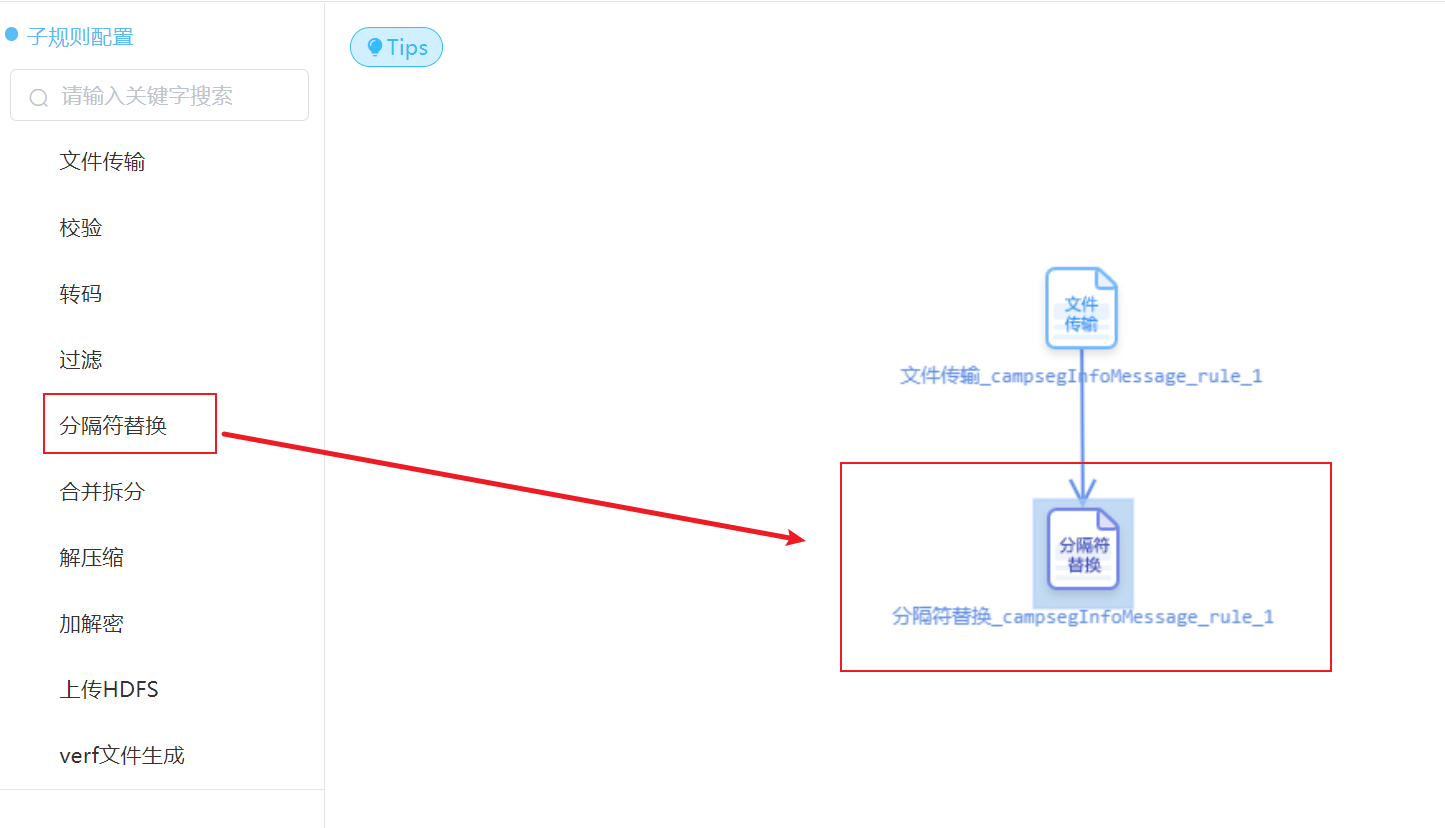 子规则配置
请输入关键字搜索
文件传输
校验
转码
过滤
分隔符替换
合并拆分
解压缩
加解密
上传HDFS
verf文件生成
Tips
文件
传输
文件传输_campsegInfoMessage_rule_1
分隔符
替换
分隔符替换_campsegInfoMessage_rule_1